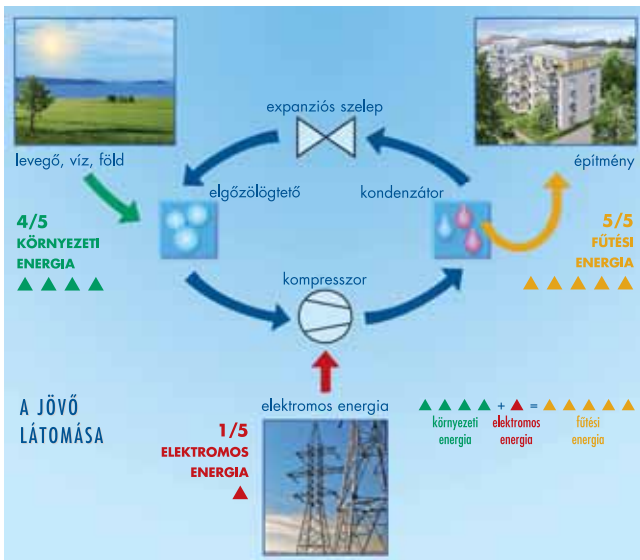 expanziós szelep
levegő, víz, föld
építmény
elgőzölögtető
kondenzátor
4/5
KÖRNYEZETI
ENERGIA
5/5
FŰTÉSI
ENERGIA
kompresszor
A JÖVŐ
LÁTOMÁSA
elektromos energia
1/5
ELEKTROMOS
ENERGIA
▲ ▲ ▲ ▲ + ▲ = ▲ ▲ ▲ ▲ ▲
környezeti elektromos fűtési
energia energia energia